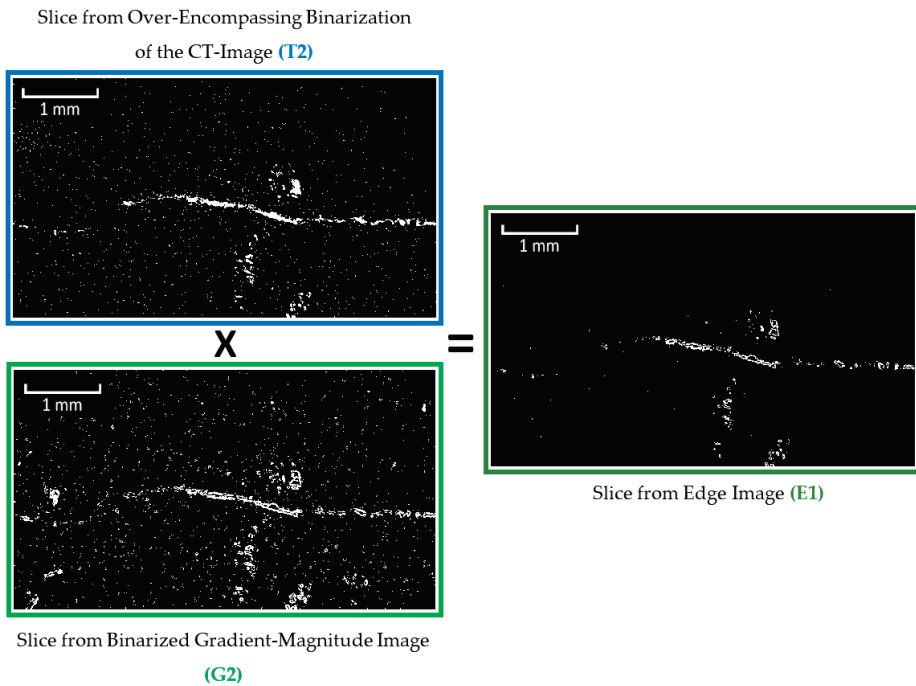 Slice from Over-Encompassing Binarization
of the CT-Image (T2)
1 mm
X
1 mm
Slice from Binarized Gradient-Magnitude Image
(G2)
=
1 mm
Slice from Edge Image (E1)